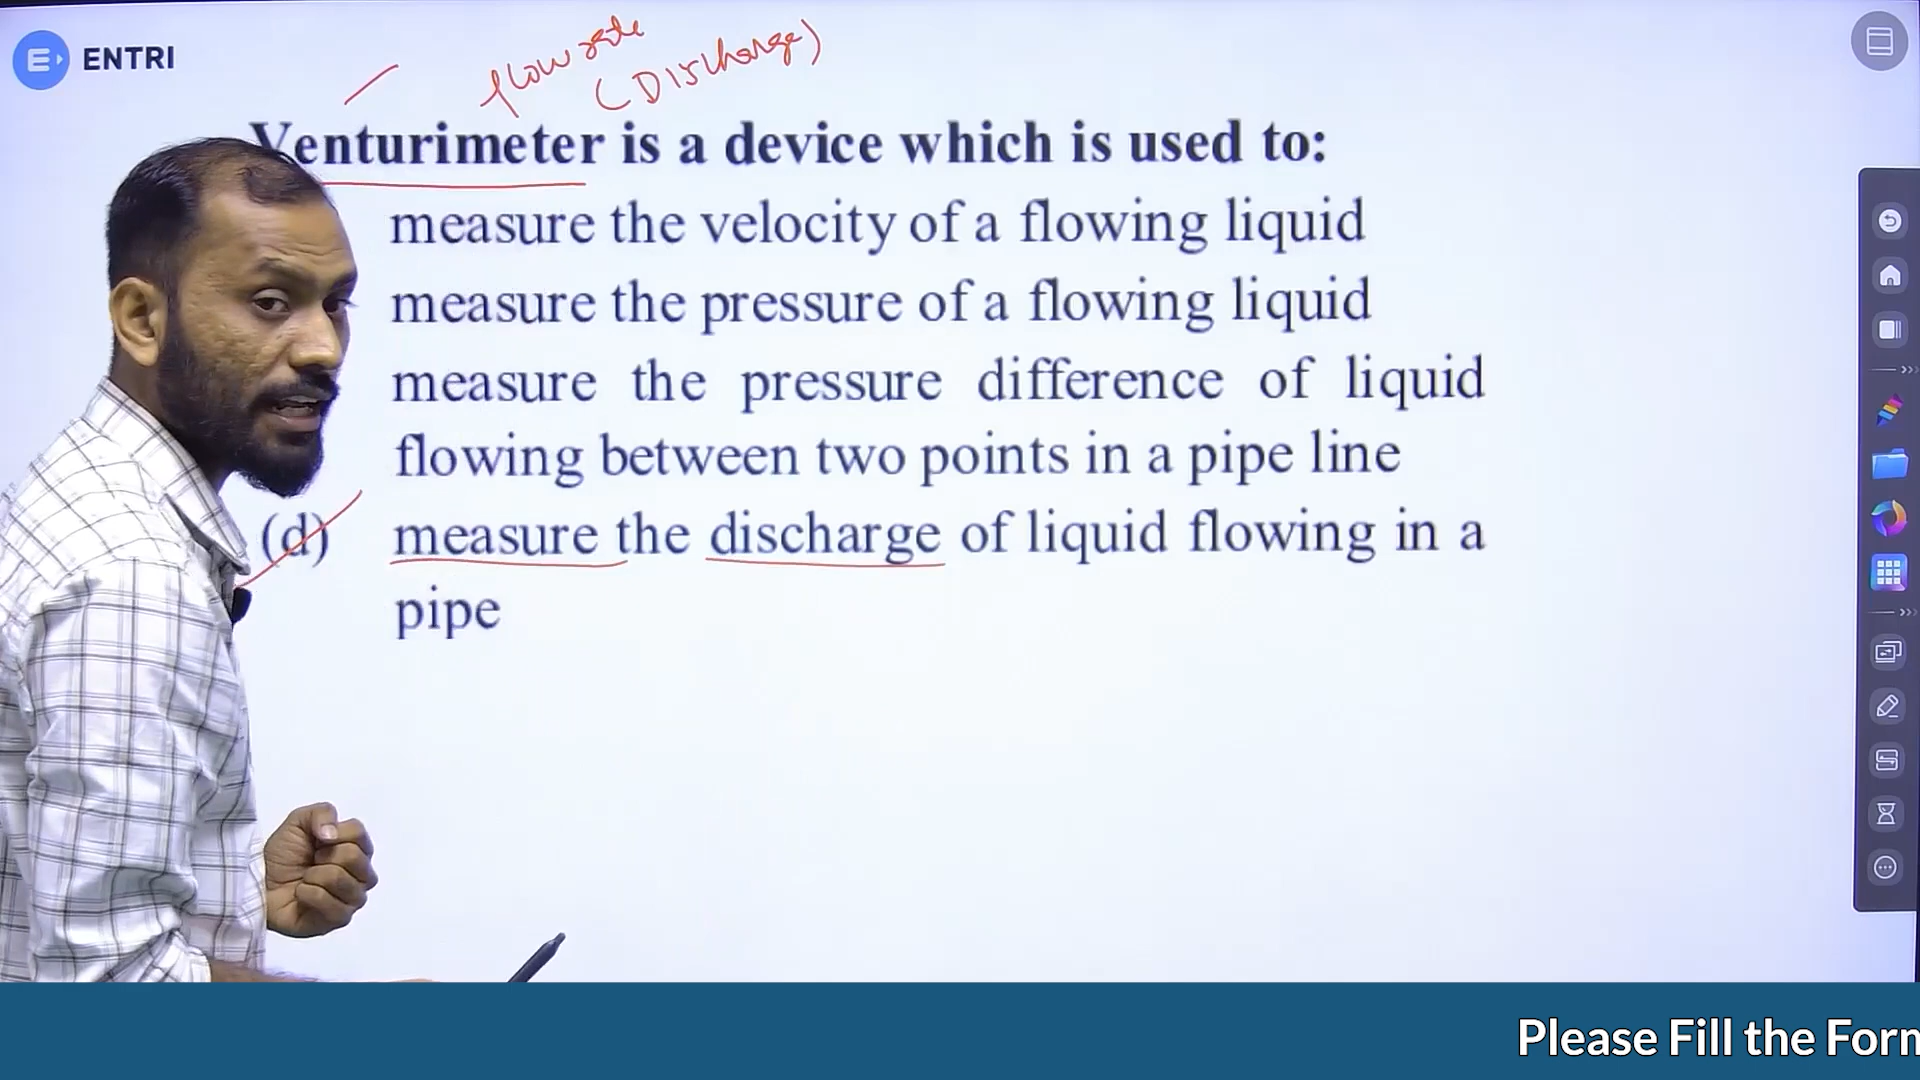 ENTRI
flow rate
(Discharge)
Venturimeter is a device which is used to:
measure the velocity of a flowing liquid
measure the pressure of a flowing liquid
measure the pressure difference of liquid
flowing between two points in a pipe line
(d) measure the discharge of liquid flowing in a
pipe
Please Fill the Form